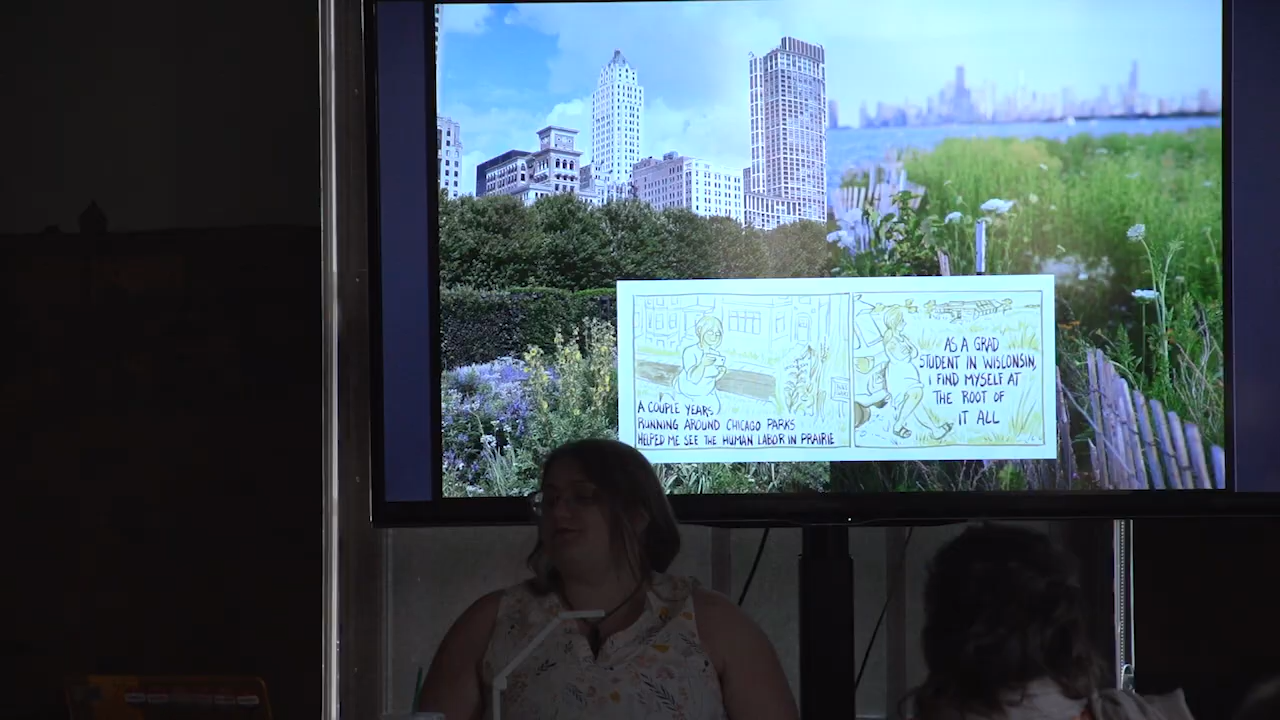 A COUPLE YEARS
RUNNING AROUND CHICAGO PARKS
HELPED ME SEE THE HUMAN LABOR IN PRAIRIE
AS A GRAD
STUDENT IN WISCONSIN,
I FIND MYSELF AT
THE ROOT OF
IT ALL